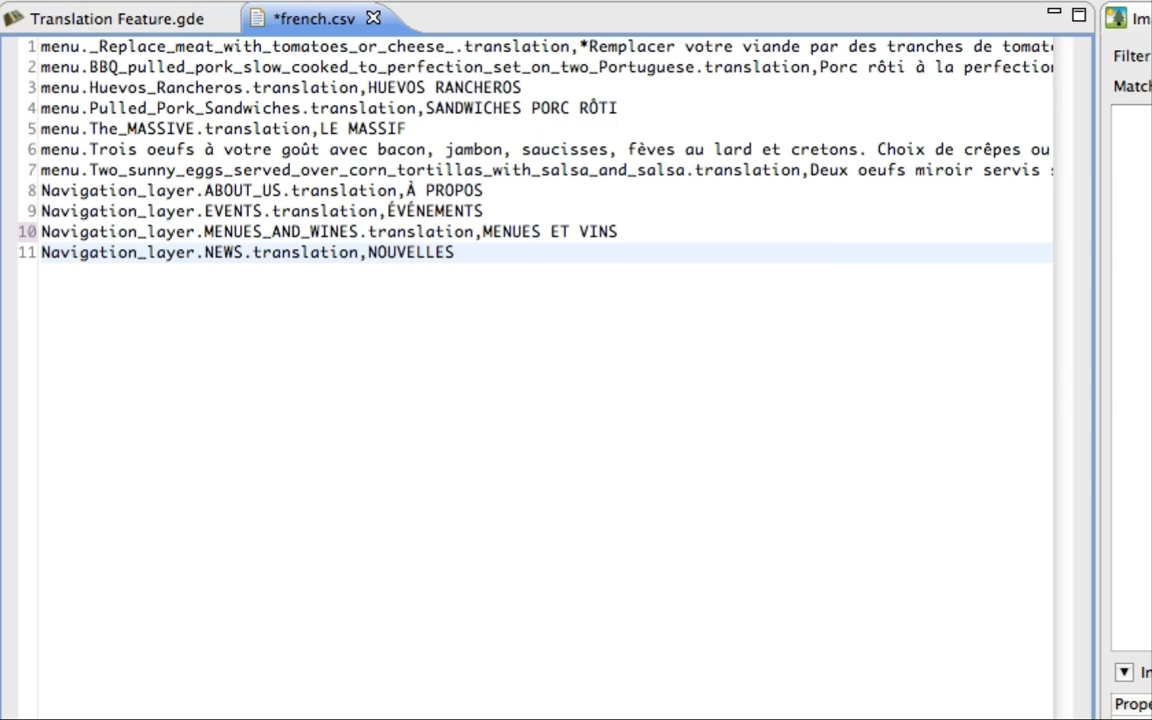 Translation Feature.gde
*french.csv
Im
1 menu._Replace_meat_with_tomatoes_or_cheese_.translation,*Remplacer votre viande par des tranches de tomat
2 menu.BBQ_pulled_pork_slow_cooked_to_perfection_set_on_two_Portuguese.translation,Porc rôti à la perfection
3 menu.Huevos_Rancheros.translation,HUEVOS RANCHEROS
4 menu.Pulled_Pork_Sandwiches.translation,SANDWICHES PORC RÔTI
5 menu.The_MASSIVE.translation,LE MASSIF
6 menu.Trois oeufs à votre goût avec bacon, jambon, saucisses, fèves au lard et cretons. Choix de crêpes ou
7 menu.Two_sunny_eggs_served_over_corn_tortillas_with_salsa_and_salsa.translation,Deux oeufs miroir servis s
8 Navigation_layer.ABOUT_US.translation,À PROPOS
9 Navigation_layer.EVENTS.translation,ÉVÉNEMENTS
10 Navigation_layer.MENUES_AND_WINES.translation,MENUES ET VINS
11 Navigation_layer.NEWS.translation,NOUVELLES
Filter
Match
In
Prope